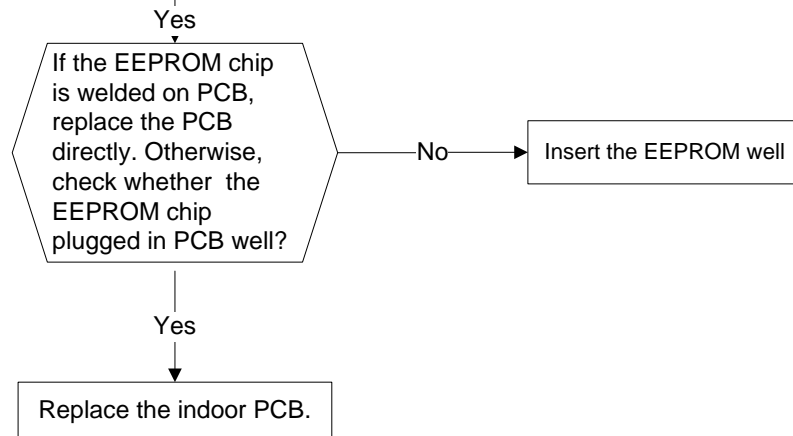 Yes
If the EEPROM chip
is welded on PCB,
replace the PCB
directly. Otherwise,
check whether the
EEPROM chip
plugged in PCB well?
No
Insert the EEPROM well
Yes
Replace the indoor PCB.